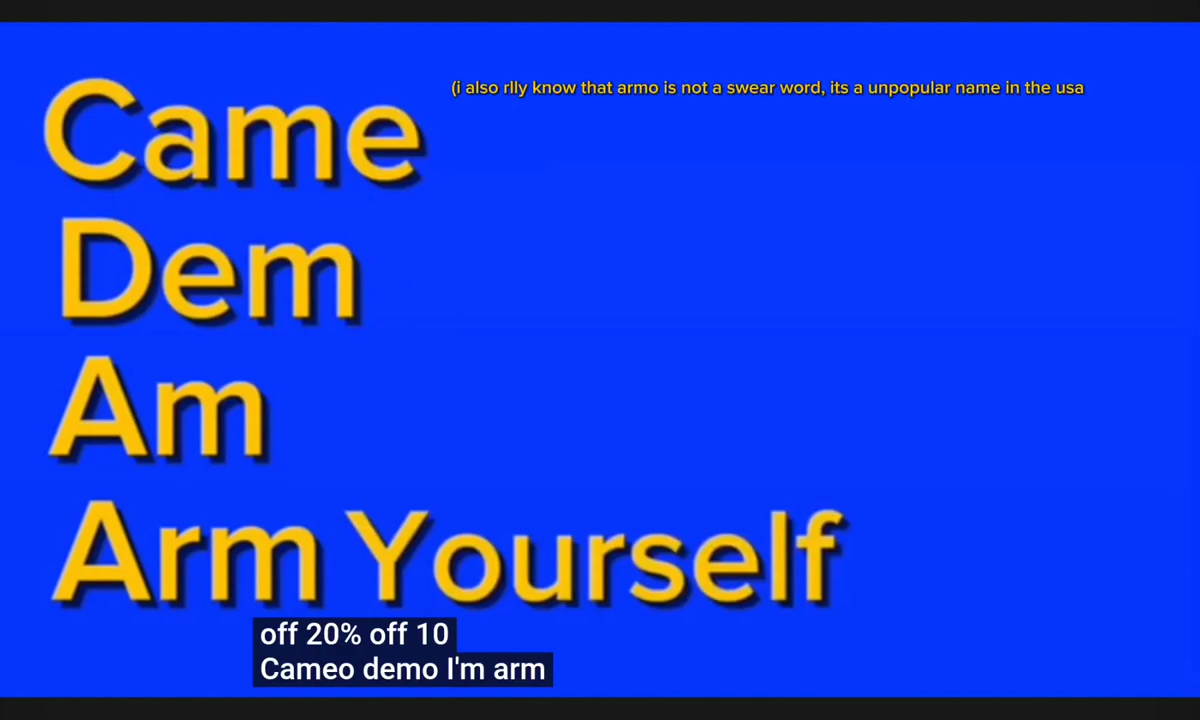 Came
(i also rlly know that armo is not a swear word, its a unpopular name in the usa
Dem
Am
Arm Yourself
off 20% off 10
Cameo demo I'm arm